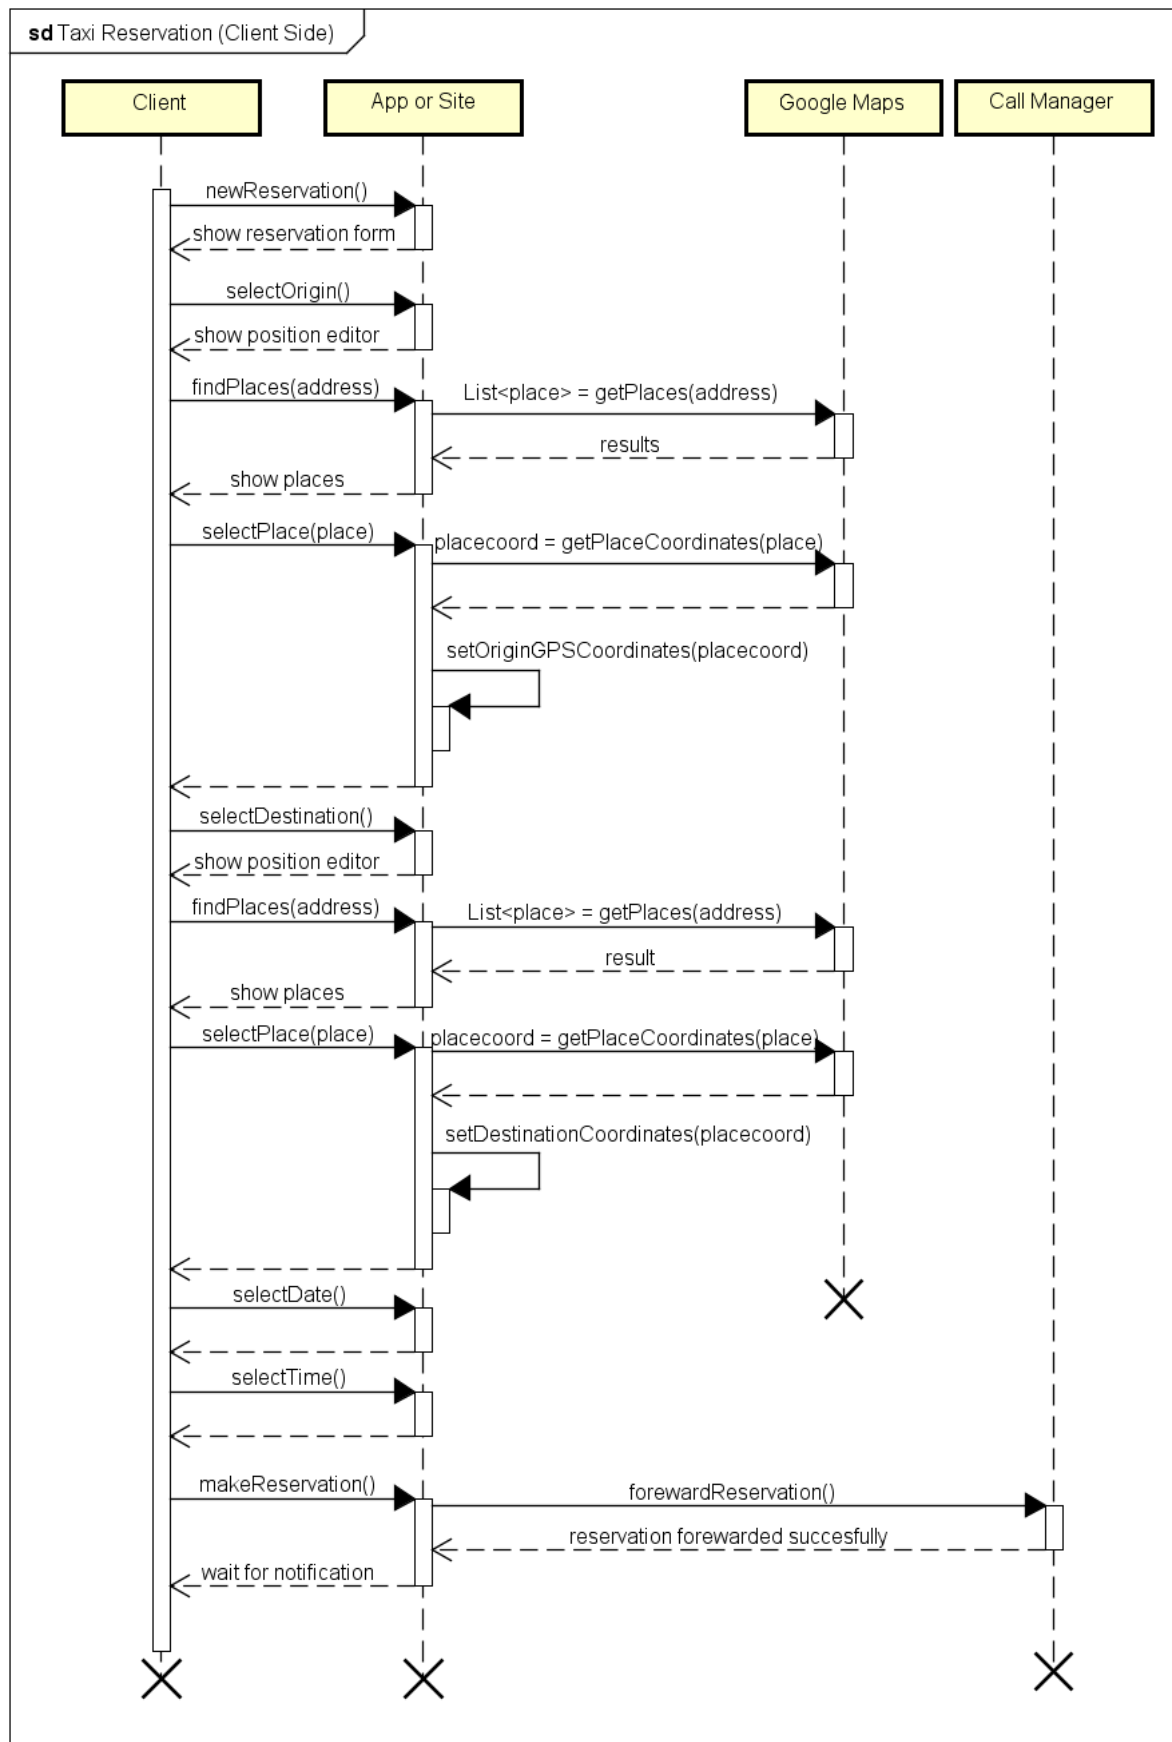 sd Taxi Reservation (Client Side)
Client
App or Site
Google Maps
Call Manager
newReservation()
show reservation form
selectOrigin()
show position editor
findPlaces(address)
List<place> = getPlaces(address)
results
show places
selectPlace(place)
placecoord = getPlaceCoordinates(place)
setOriginGPSCoordinates(placecoord)
selectDestination()
show position editor
findPlaces(address)
List<place> = getPlaces(address)
result
show places
selectPlace(place)
placecoord = getPlaceCoordinates(place)
setDestinationCoordinates(placecoord)
selectDate()
selectTime()
makeReservation()
forewardReservation()
reservation forewarded succesfully
wait for notification